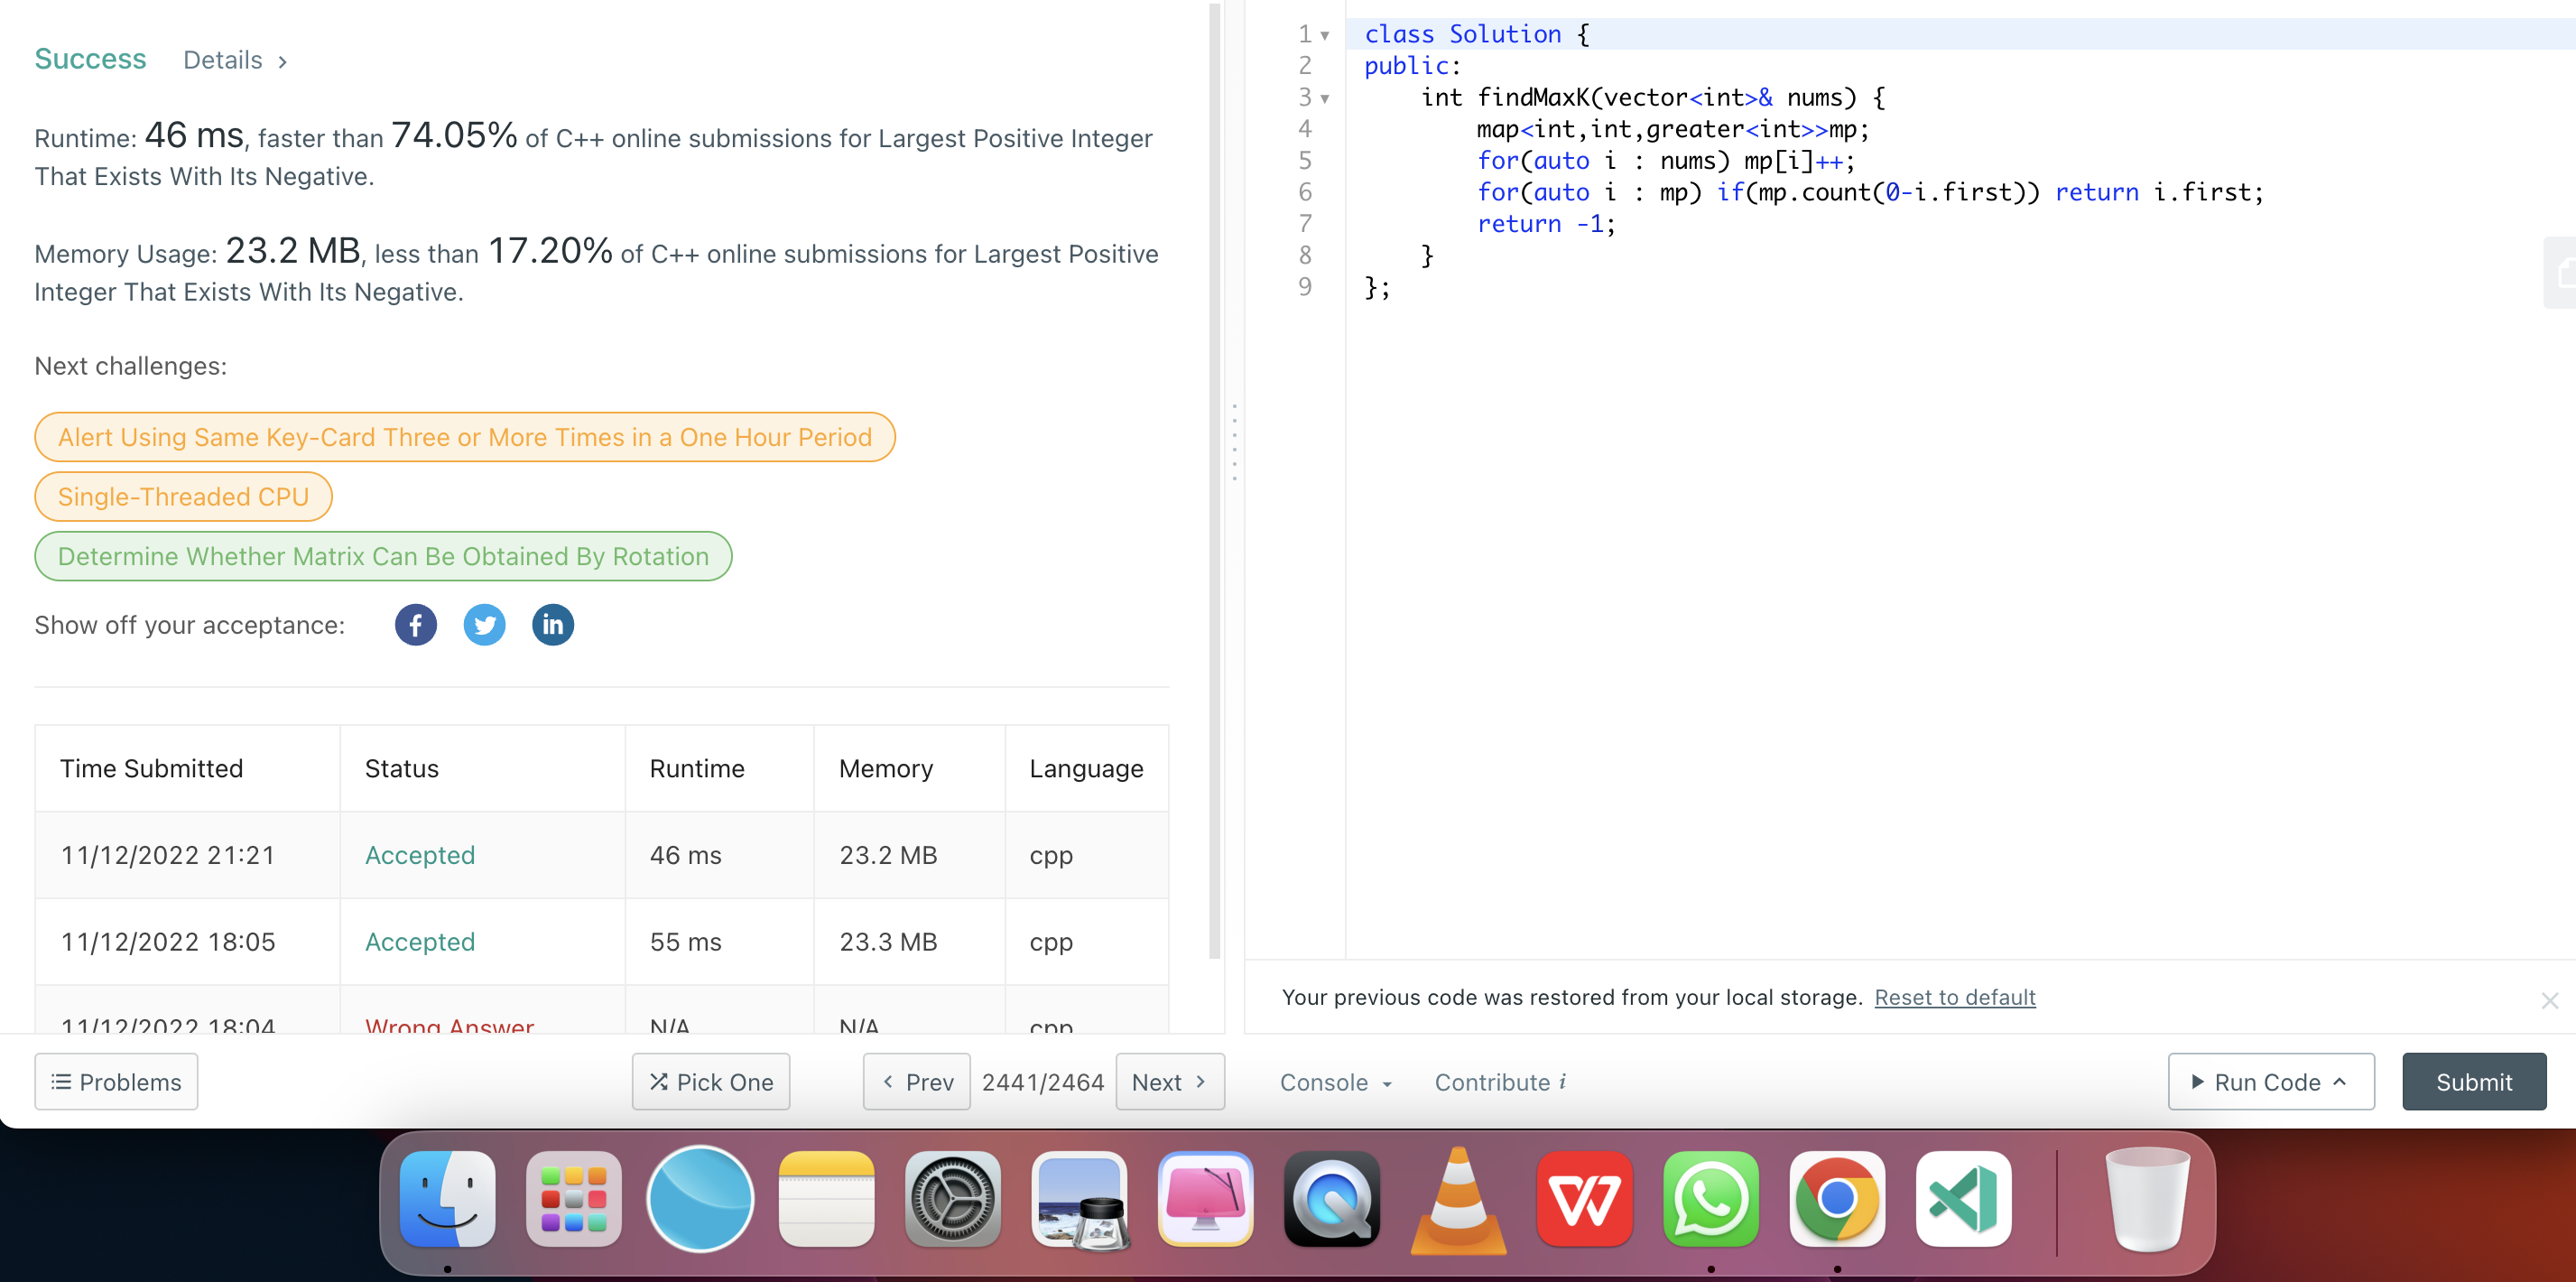 Success Details >
Runtime: 46 ms, faster than 74.05% of C++ online submissions for Largest Positive Integer
That Exists With Its Negative.
Memory Usage: 23.2 MB, less than 17.20% of C++ online submissions for Largest Positive
Integer That Exists With Its Negative.
Next challenges:
Alert Using Same Key-Card Three or More Times in a One Hour Period
Single-Threaded CPU
Determine Whether Matrix Can Be Obtained By Rotation
Show off your acceptance:
Time Submitted Status Runtime Memory Language
11/12/2022 21:21 Accepted 46 ms 23.2 MB cpp
11/12/2022 18:05 Accepted 55 ms 23.3 MB cpp
11/12/2022 18:04 Wrong Answer N/A N/A cpp
Problems Pick One < Prev 2441/2464 Next >
1 class Solution {
2 public:
3     int findMaxK(vector<int>& nums) {
4         map<int,int,greater<int>>mp;
5         for(auto i : nums) mp[i]++;
6         for(auto i : mp) if(mp.count(0-i.first)) return i.first;
7         return -1;
8     }
9 };
Your previous code was restored from your local storage. Reset to default
Console Contribute i Run Code Submit